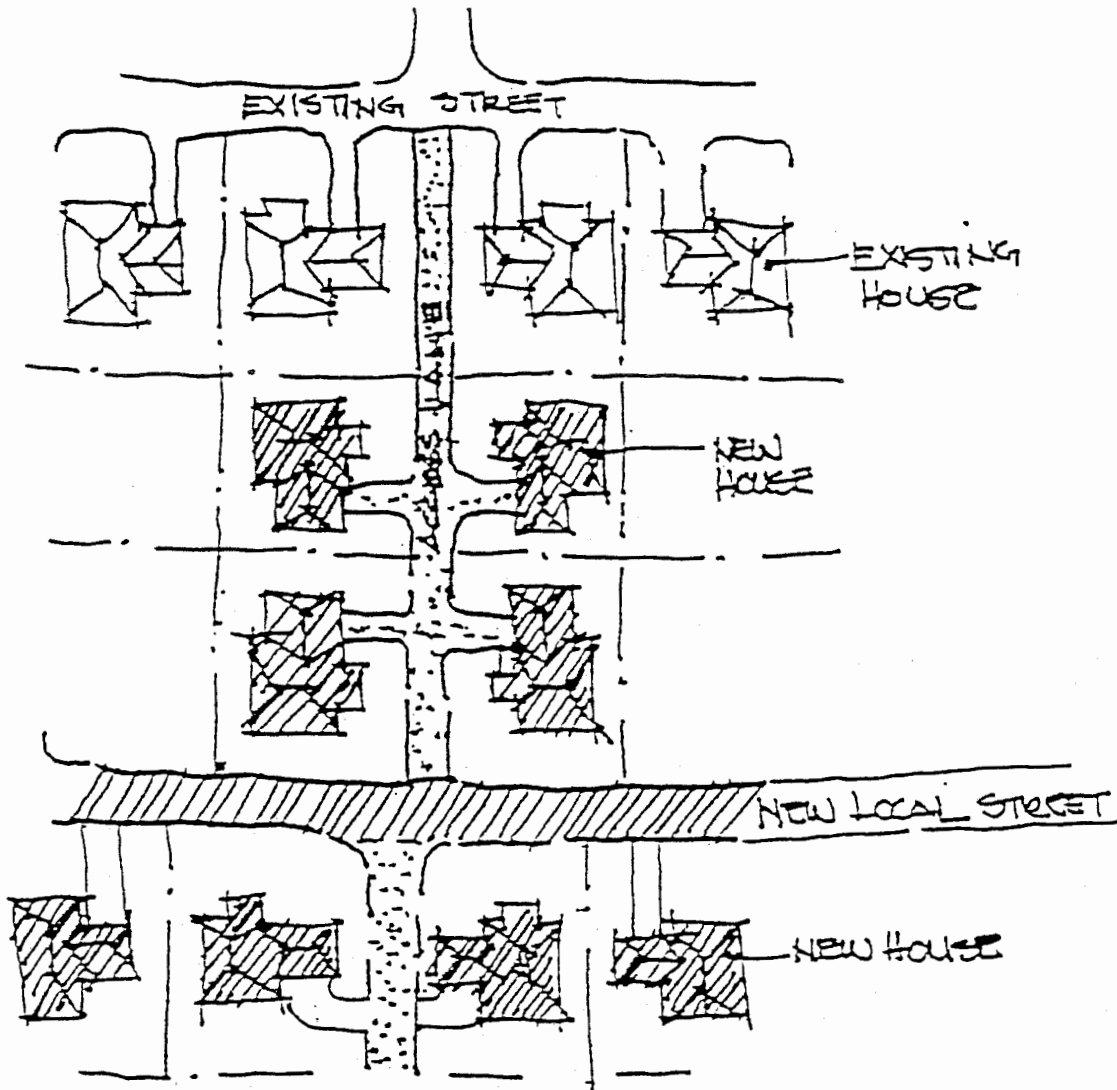 EXISTING STREET
EXISTING
HOUSE
ACCESS LANE
NEW
HOUSE
NEW LOCAL STREET
NEW HOUSE